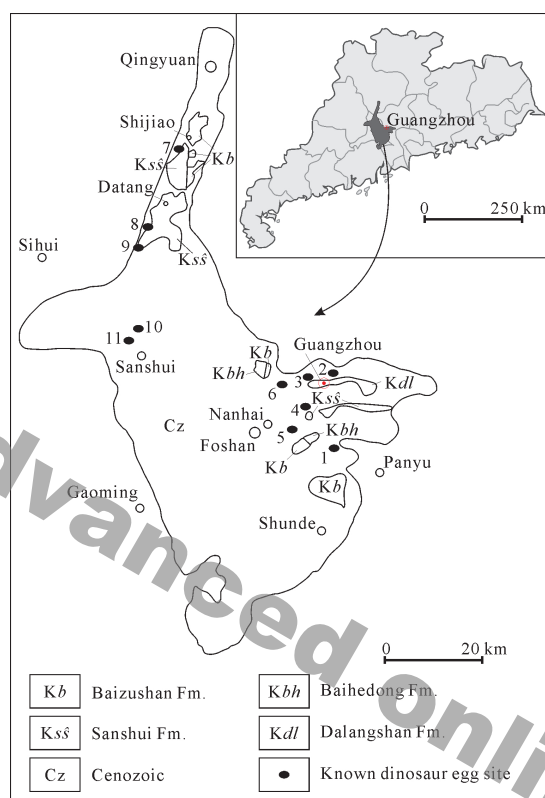 Qingyuan
Shijiao
7
Kb
Ksŝ
Datang
8
9
Ksŝ
Sihui
Guangzhou
0 250 km
10
11
Sanshui
Guangzhou
Kb
Kbh
2
3
6
Kdl
Ksŝ
4
Nanhai
Cz
Foshan
5
Kbh
Kb
1
Panyu
Gaoming
Kb
Shunde
0 20 km
Kb Baizushan Fm.
Kbh Baihedong Fm.
Ksŝ Sanshui Fm.
Kdl Dalangshan Fm.
Cz Cenozoic
Known dinosaur egg site
dvanced onlin